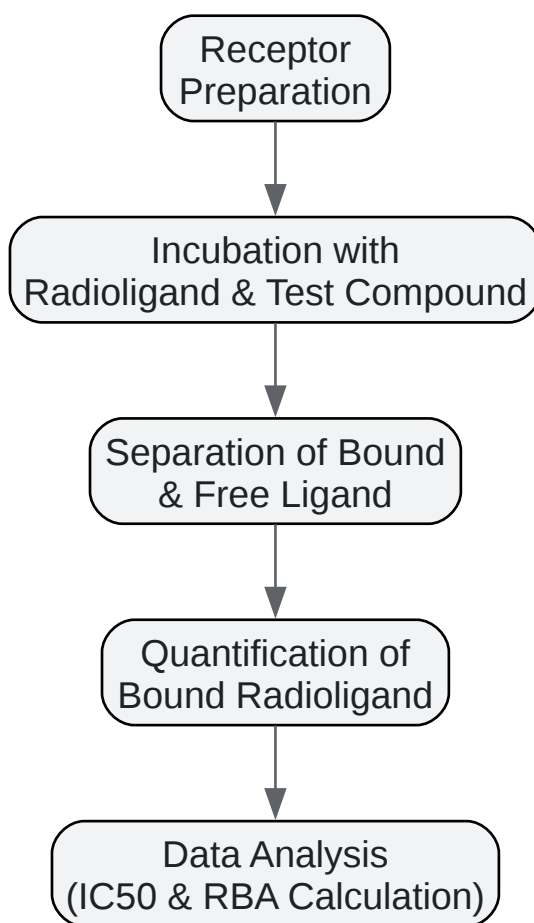 Receptor
Preparation
Incubation with
Radioligand & Test Compound
Separation of Bound
& Free Ligand
Quantification of
Bound Radioligand
Data Analysis
(IC50 & RBA Calculation)